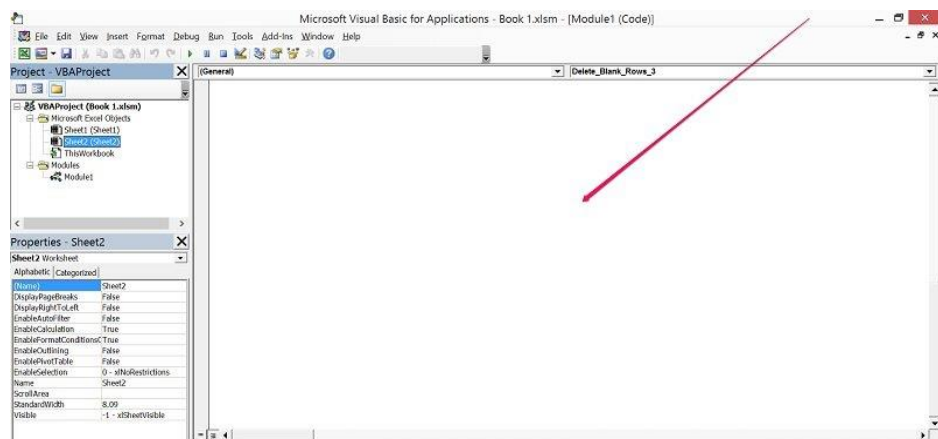 Microsoft Visual Basic for Applications - Book 1.xlsm - [Module1 (Code)]
File Edit View Insert Format Debug Run Tools Add-Ins Window Help
Project - VBAProject
(General)
Delete_Blank_Rows_3
VBAProject (Book 1.xlsm)
Microsoft Excel Objects
Sheet1 (Sheet1)
Sheet2 (Sheet2)
ThisWorkbook
Modules
Module1
Properties - Sheet2
Sheet2 Worksheet
Alphabetic Categorized
(Name) Sheet2
DisplayPageBreaks False
DisplayRightToLeft False
EnableAutoFilter False
EnableCalculation True
EnableFormatConditionsC True
EnableOutlining False
EnablePivotTable False
EnableSelection 0 - xlNoRestrictions
Name Sheet2
ScrollArea
StandardWidth 8.09
Visible -1 - xlSheetVisible